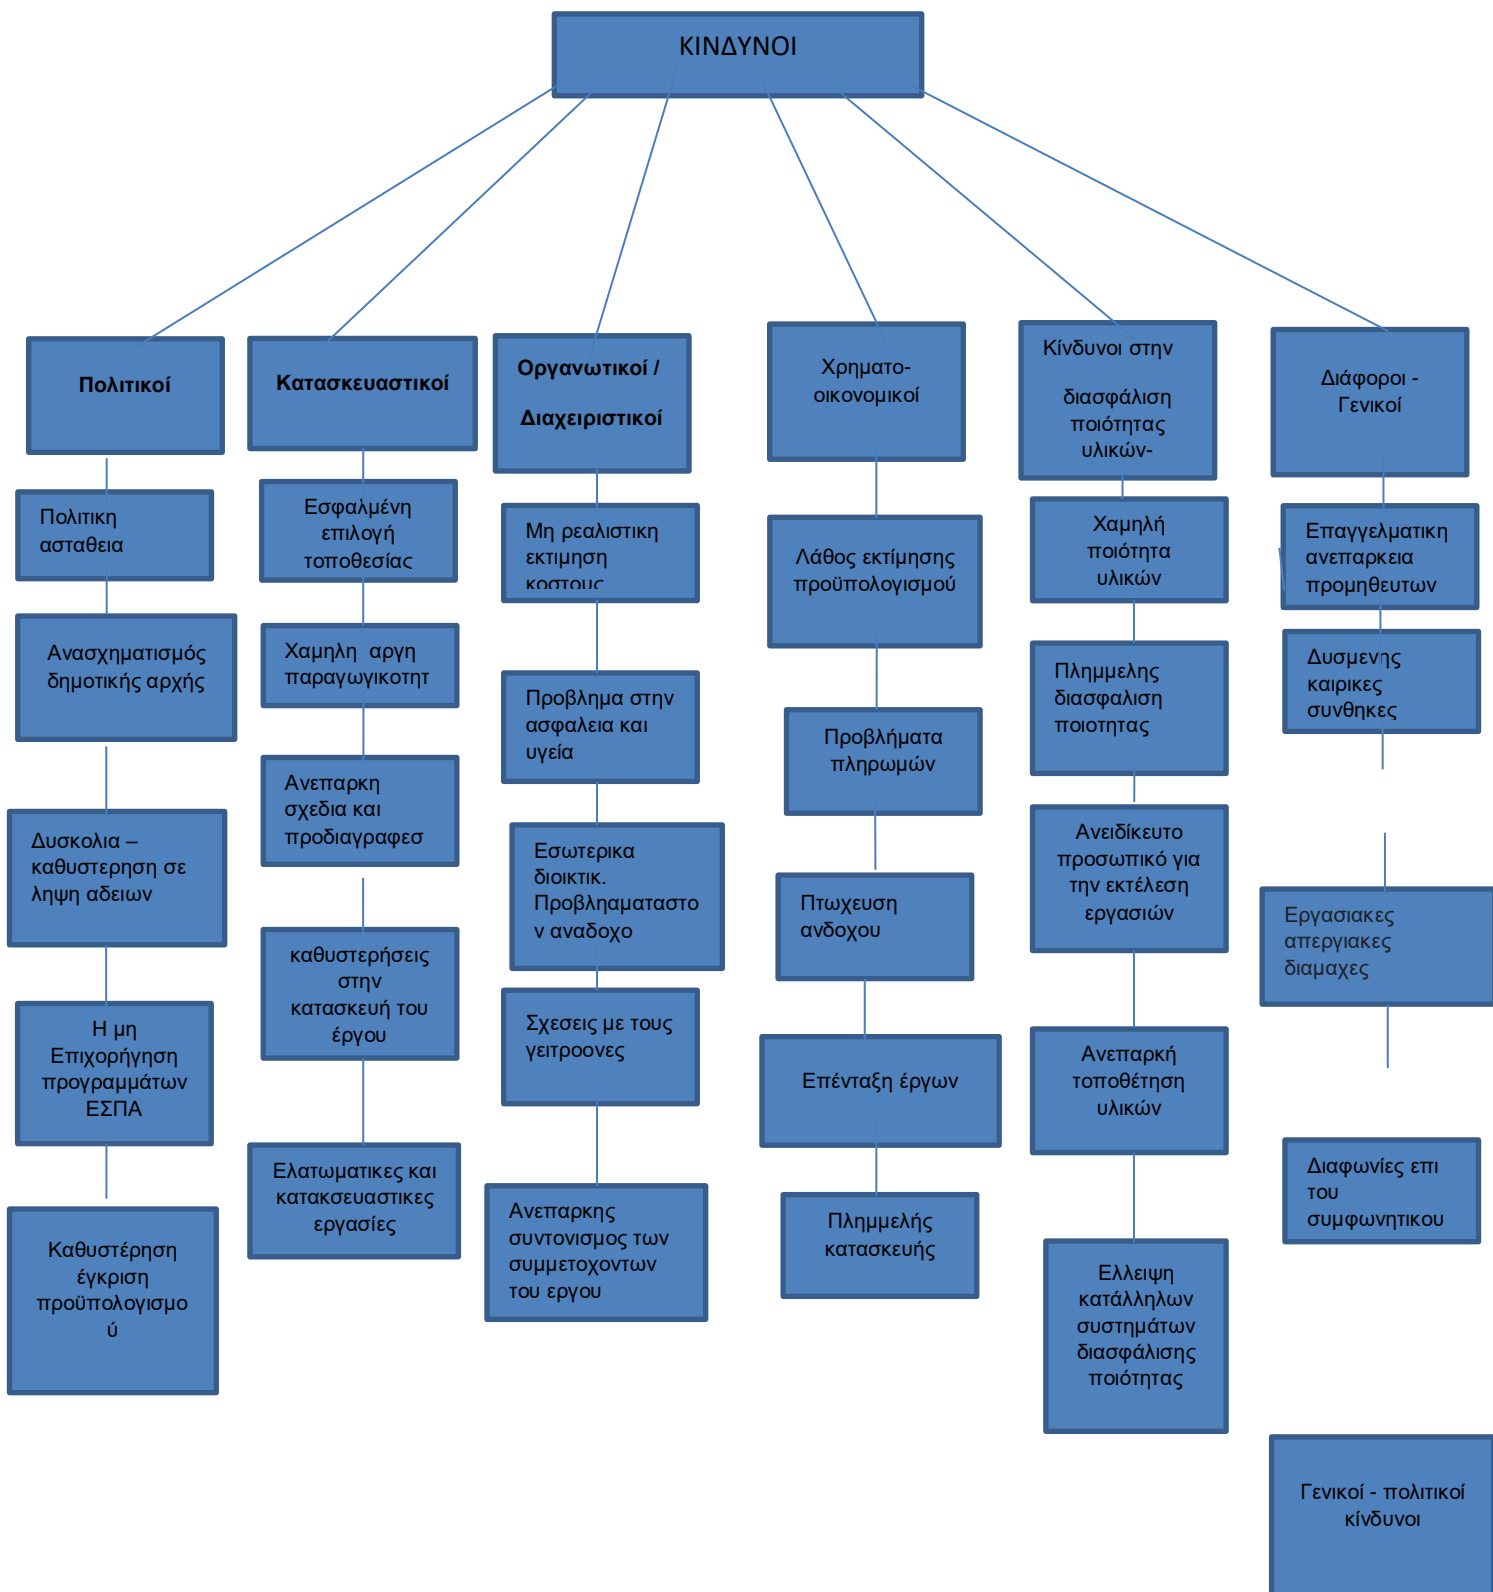 ΚΙΝΔΥΝΟΙ
Πολιτικοί
Πολιτικη
ασταθεια
Ανασχηματισμός
δημοτικής αρχής
Δυσκολια –
καθυστερηση σε
ληψη αδειων
Η μη
Επιχορήγηση
προγραμμάτων
ΕΣΠΑ
Καθυστέρηση
έγκριση
προϋπολογισμο
ύ
Κατασκευαστικοί
Εσφαλμένη
επιλογή
τοποθεσίας
Χαμηλη αργη
παραγωγικοτητ
Ανεπαρκη
σχεδια και
προδιαγραφεσ
καθυστερήσεις
στην
κατασκευή του
έργου
Ελατωματικες και
κατακσευαστικες
εργασίες
Οργανωτικοί /
Διαχειριστικοί
Μη ρεαλιστικη
εκτιμηση
κοστους
Προβλημα στην
ασφαλεια και
υγεία
Εσωτερικα
διοικτικ.
Προβληαματαστο
ν αναδοχο
Σχεσεις με τους
γειτροονες
Ανεπαρκης
συντονισμος των
συμμετοχοντων
του εργου
Χρηματο-
οικονομικοί
Λάθος εκτίμησης
προϋπολογισμού
Προβλήματα
πληρωμών
Πτωχευση
ανδοχου
Επένταξη έργων
Πλημμελής
κατασκευής
Κίνδυνοι στην
διασφάλιση
ποιότητας
υλικών-
Χαμηλή
ποιότητα
υλικών
Πλημμελης
διασφαλιση
ποιοτητας
Ανειδίκευτο
προσωπικό για
την εκτέλεση
εργασιών
Ανεπαρκή
τοποθέτηση
υλικών
Ελλειψη
κατάλληλων
συστημάτων
διασφάλισης
ποιότητας
Διάφοροι -
Γενικοί
Επαγγελματικη
ανεπαρκεια
προμηθευτων
Δυσμενης
καιρικες
συνθηκες
Εργασιακες
απεργιακες
διαμαχες
Διαφωνίες επι
του
συμφωνητικου
Γενικοί - πολιτικοί
κίνδυνοι